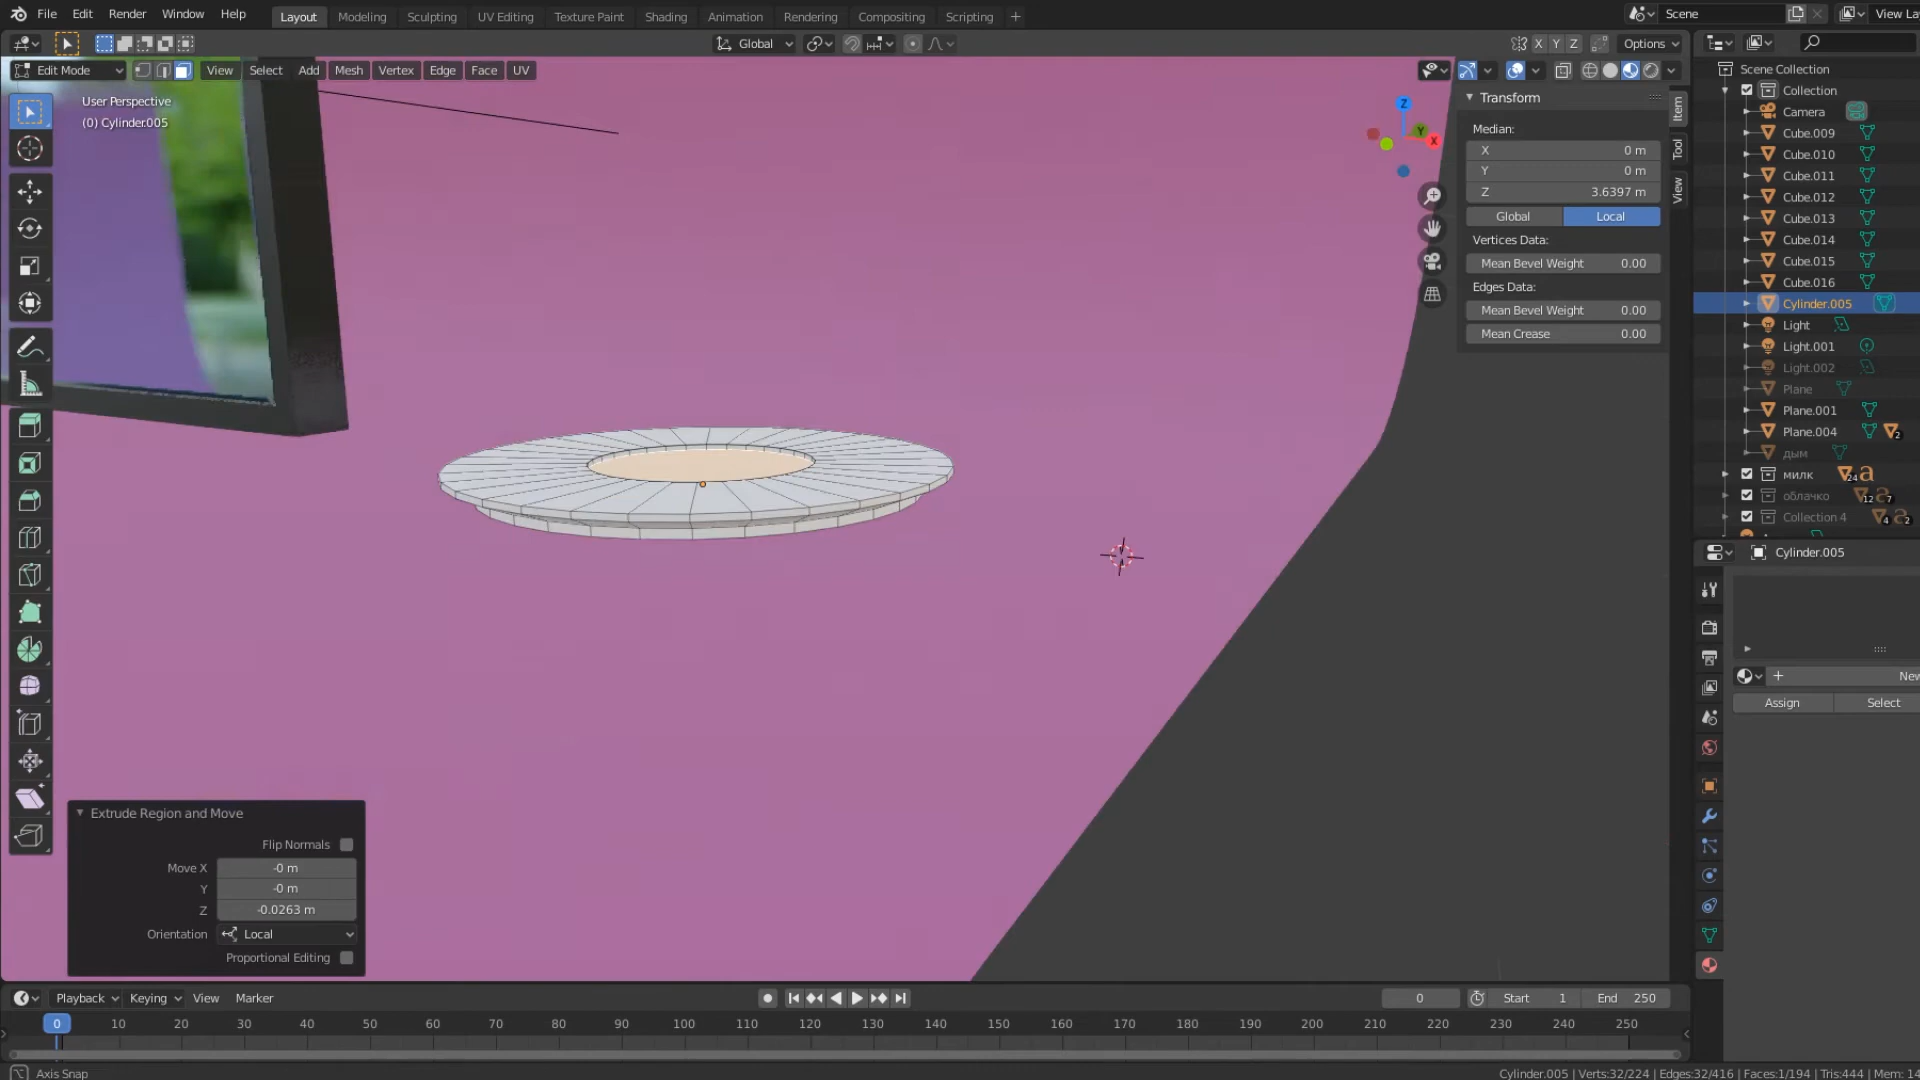 File Edit Render Window Help Layout Modeling Sculpting UV Editing Texture Paint Shading Animation Rendering Compositing Scripting + Scene View La
Global X Y Z Options
Edit Mode View Select Add Mesh Vertex Edge Face UV
User Perspective
(0) Cylinder.005
Z
Y
X
Transform
Median:
X 0 m
Y 0 m
Z 3.6397 m
Global Local
Vertices Data:
Mean Bevel Weight 0.00
Edges Data:
Mean Bevel Weight 0.00
Mean Crease 0.00
Item
Tool
View
Scene Collection
Collection
Camera
Cube.009
Cube.010
Cube.011
Cube.012
Cube.013
Cube.014
Cube.015
Cube.016
Cylinder.005
Light
Light.001
Light.002
Plane
Plane.001
Plane.004 2
дым
милк 24
облачко 12 7
Collection 4 4 2
Cylinder.005
+ New
Assign Select
Extrude Region and Move
Flip Normals
Move X -0 m
Y -0 m
Z -0.0263 m
Orientation Local
Proportional Editing
Playback Keying View Marker 0 Start 1 End 250
0 10 20 30 40 50 60 70 80 90 100 110 120 130 140 150 160 170 180 190 200 210 220 230 240 250
Axis Snap
Cylinder.005 | Verts:32/224 | Edges:32/416 | Faces:1/194 | Tris:444 | Mem: 14